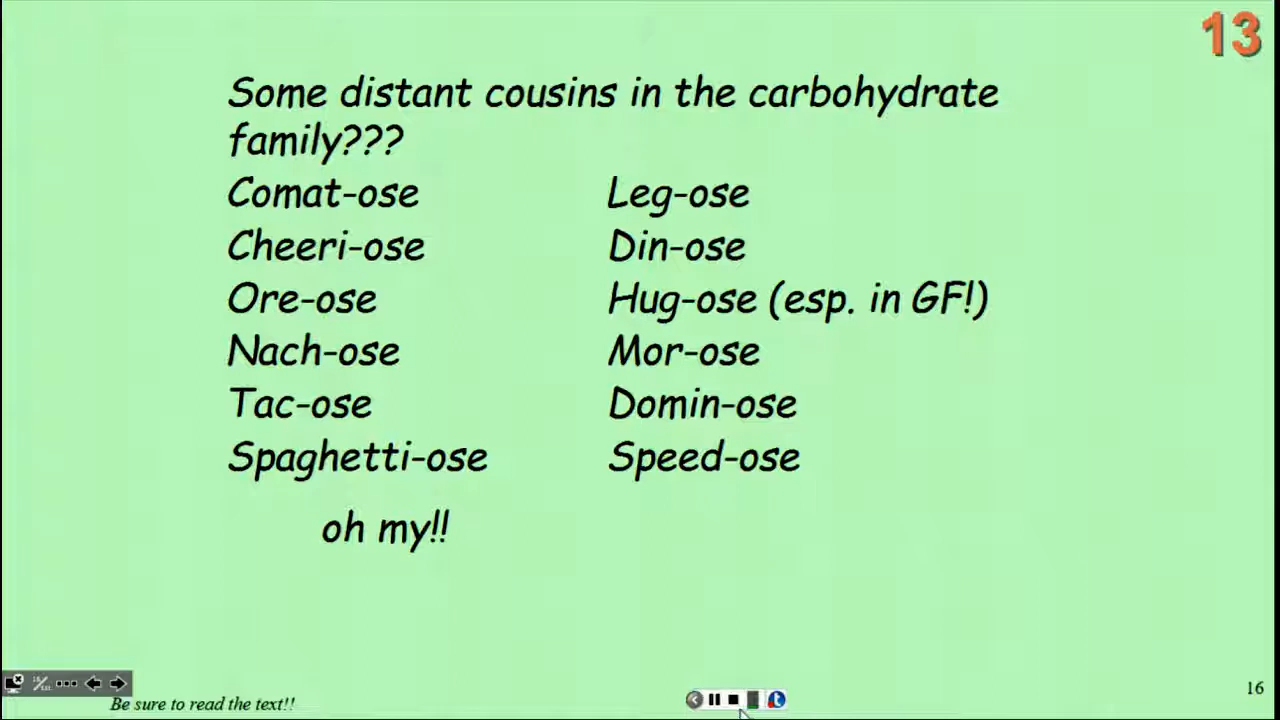 13
Some distant cousins in the carbohydrate
family???
Comat-ose
Leg-ose
Cheeri-ose
Din-ose
Ore-ose
Hug-ose (esp. in GF!)
Nach-ose
Mor-ose
Tac-ose
Domin-ose
Spaghetti-ose
Speed-ose
oh my!!
Be sure to read the text!!
16